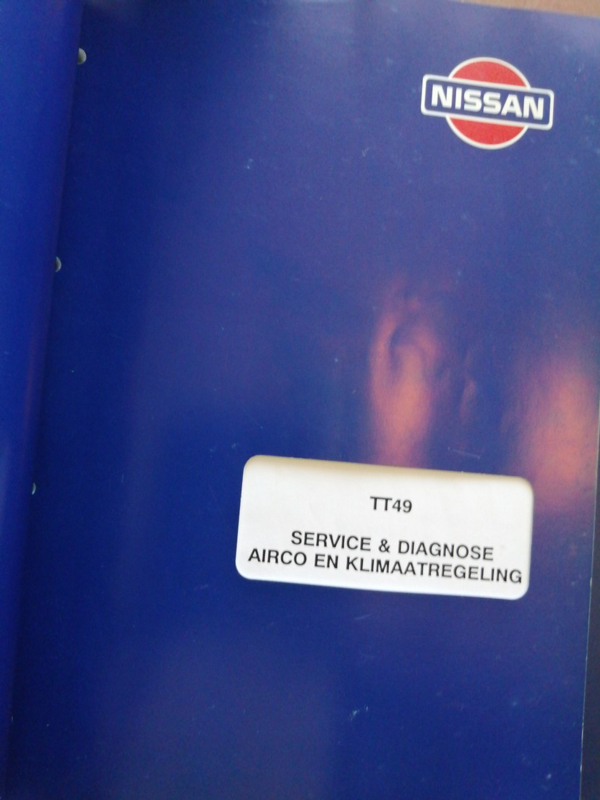 NISSAN
TT49
SERVICE & DIAGNOSE
AIRCO EN KLIMAATREGELING